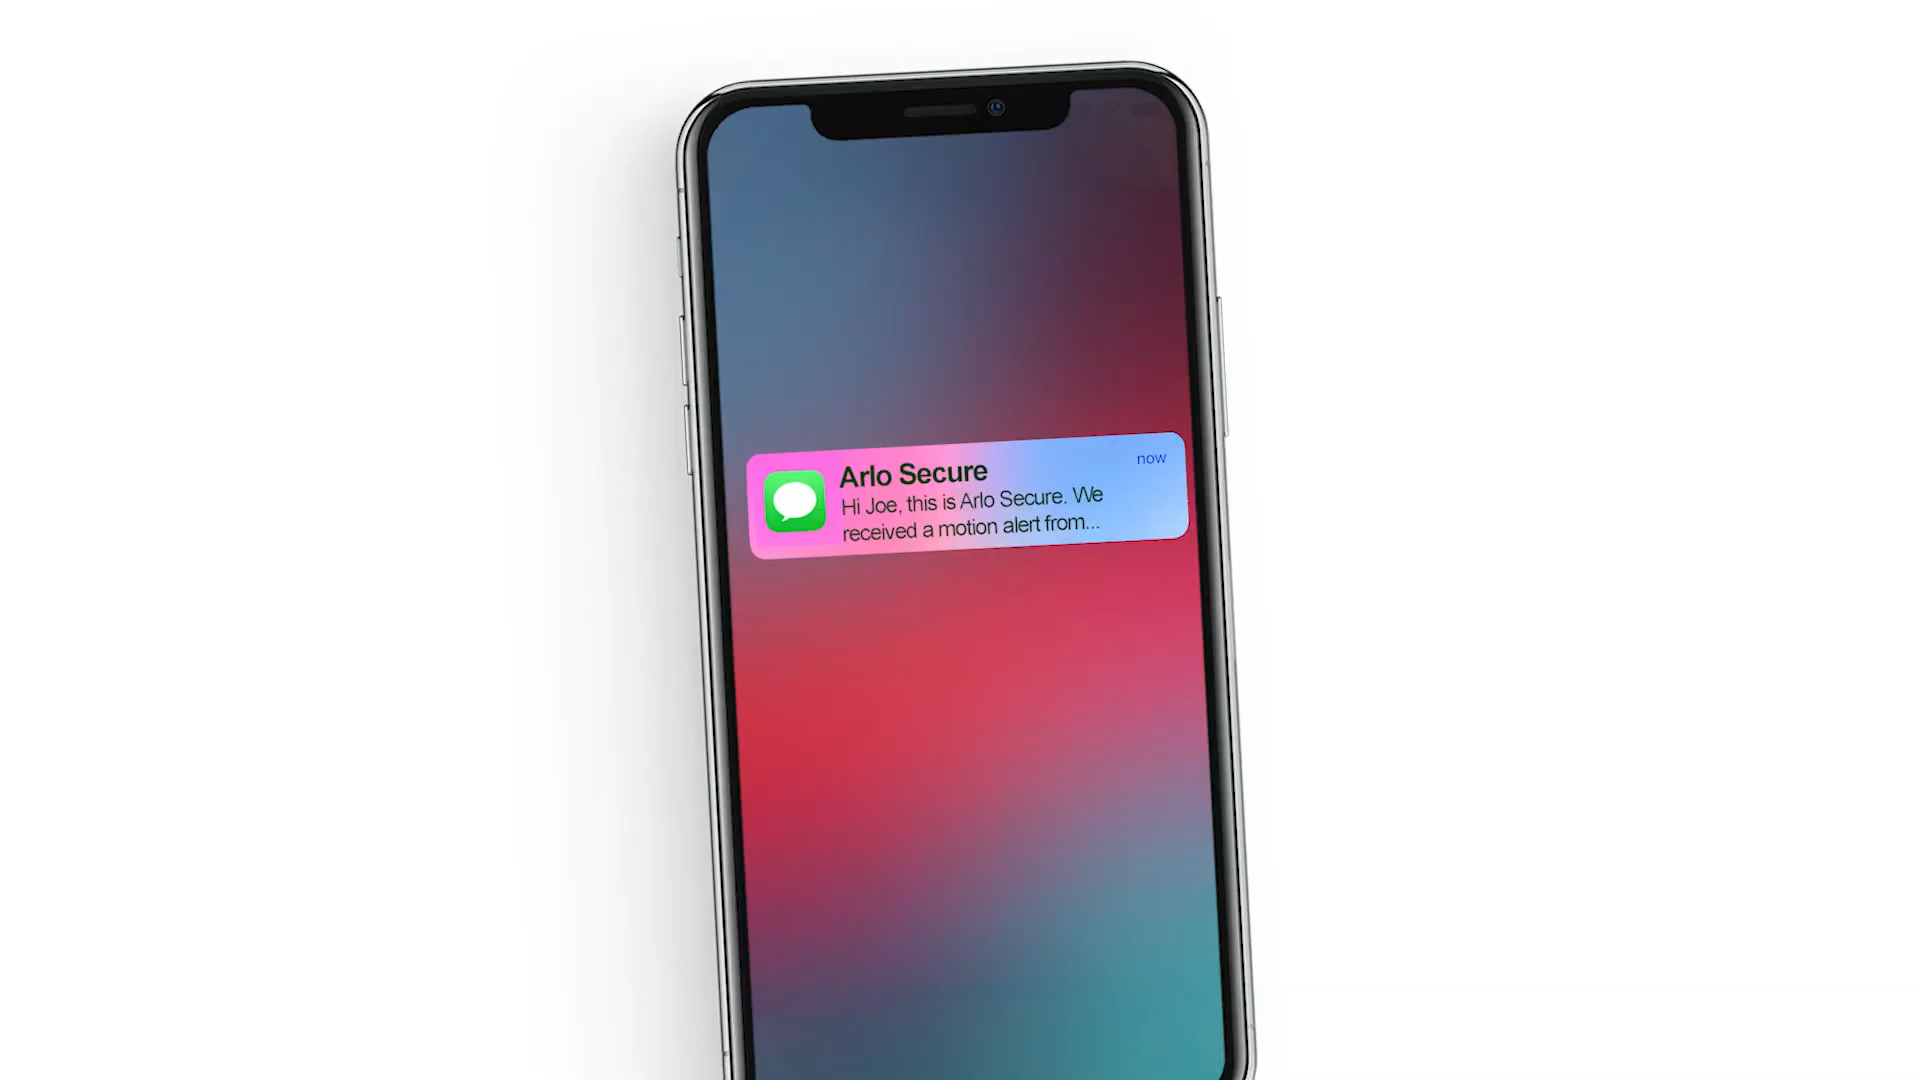 Arlo Secure
now
Hi Joe, this is Arlo Secure. We
received a motion alert from...